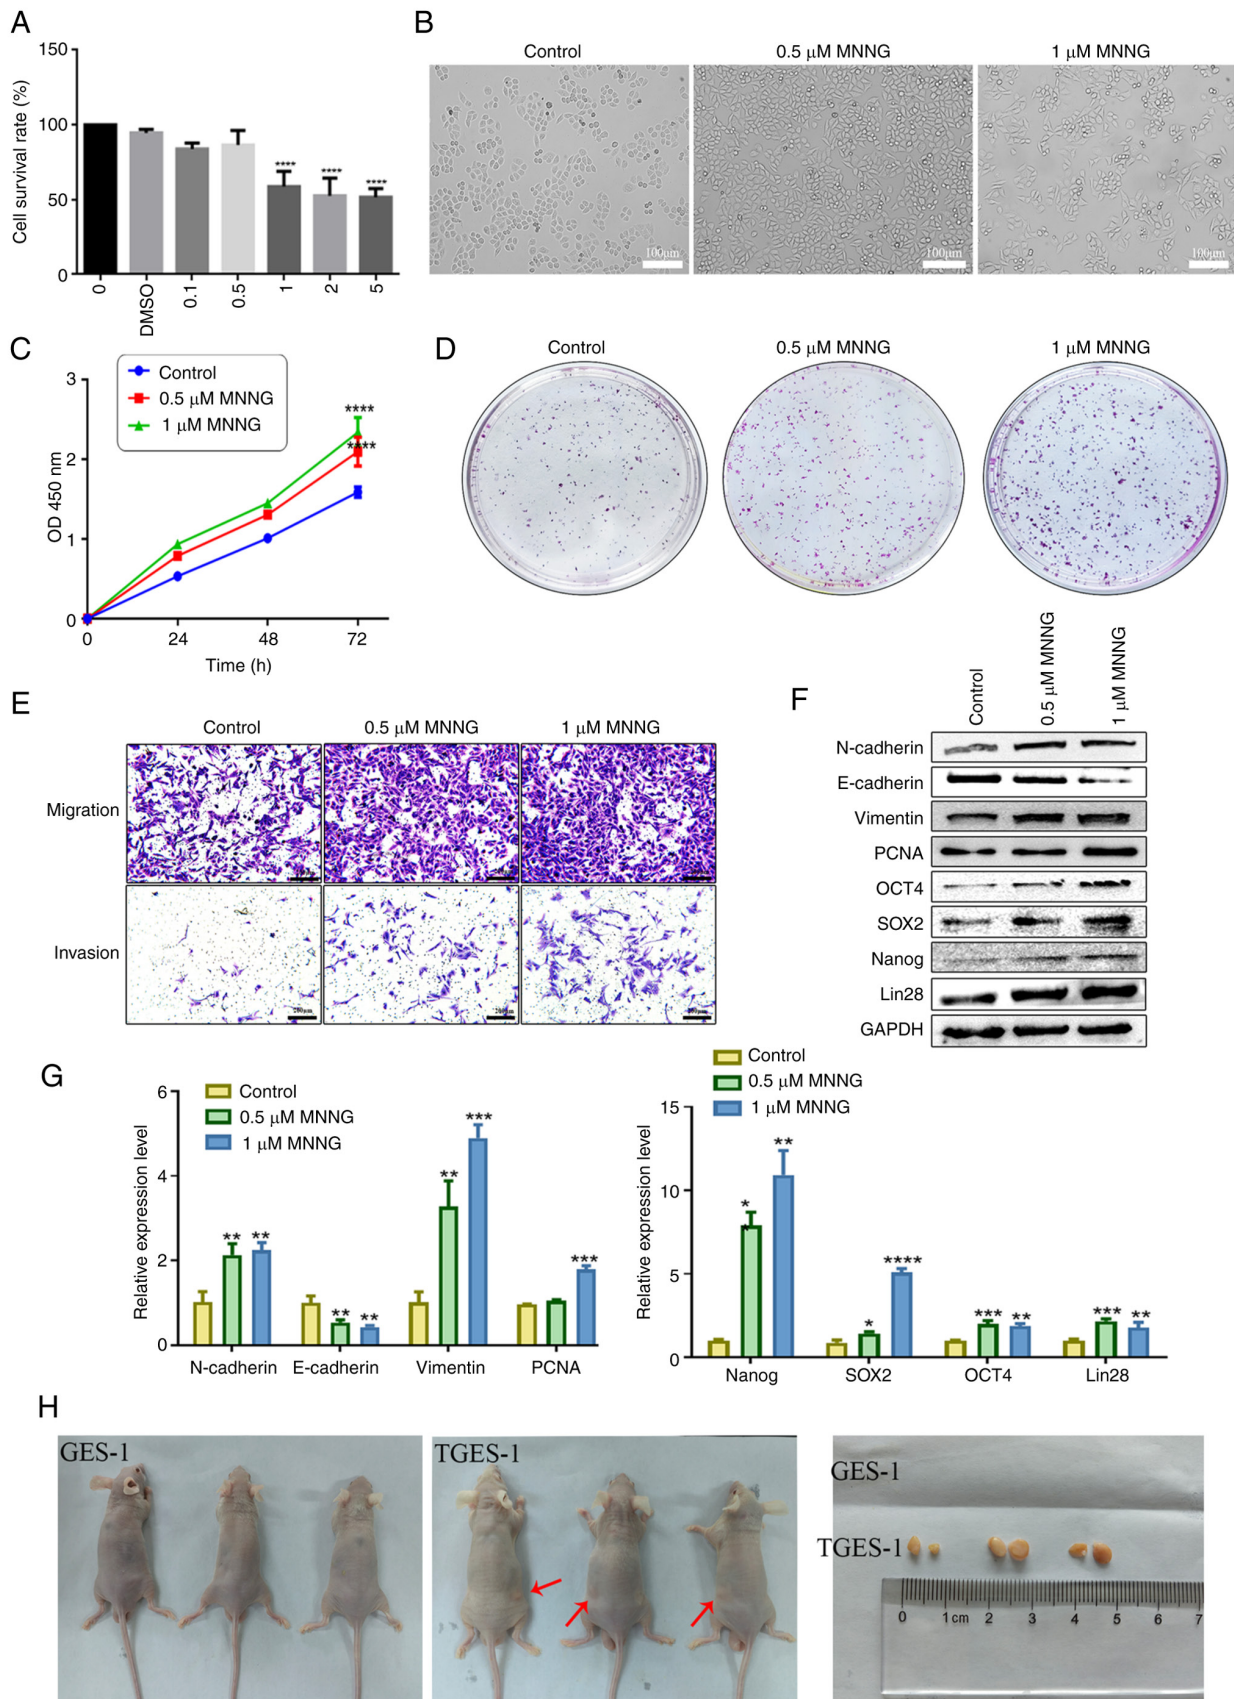 A
150
100
50
0
Cell survival rate (%)
**** **** ****
0 DMSO 0.1 0.5 1 2 5
B
Control 0.5 μM MNNG 1 μM MNNG
100μm 100μm 100μm
C
Control
0.5 μM MNNG
1 μM MNNG
3
2
1
0
OD 450 nm
****
****
0 24 48 72
Time (h)
D
Control 0.5 μM MNNG 1 μM MNNG
E
Control 0.5 μM MNNG 1 μM MNNG
Migration
Invasion
F
Control 0.5 μM MNNG 1 μM MNNG
N-cadherin
E-cadherin
Vimentin
PCNA
OCT4
SOX2
Nanog
Lin28
GAPDH
G
Control
0.5 μM MNNG
1 μM MNNG
6
4
2
0
Relative expression level
** ** ** ** ** *** ***
N-cadherin E-cadherin Vimentin PCNA
Control
0.5 μM MNNG
1 μM MNNG
15
10
5
0
Relative expression level
* * ** * **** *** ** *** **
Nanog SOX2 OCT4 Lin28
H
GES-1
TGES-1
GES-1
TGES-1
0 1cm 2 3 4 5 6 7